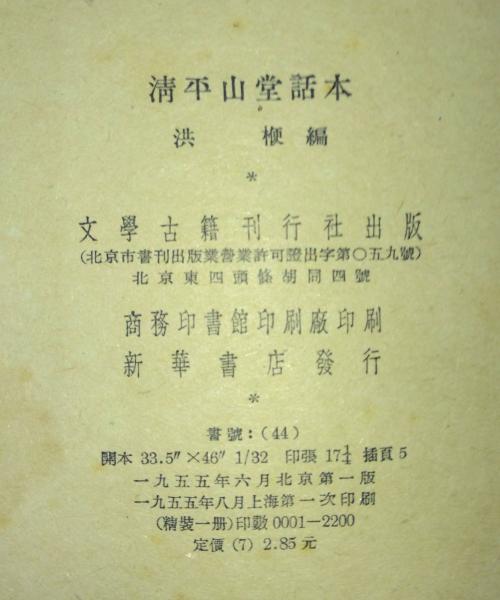 清平山堂話本
洪楩編
*
文學古籍刊行社出版
(北京市書刊出版業營業許可證出字第〇五九號)
北京東四頭條胡同四號
商務印書館印刷廠印刷
新華書店發行
*
書號:(44)
開本 33.5"×46" 1/32 印張 17¼ 插頁 5
一九五五年六月北京第一版
一九五五年八月上海第一次印刷
(精裝一册)印數 0001—2200
定價 (7) 2.85 元